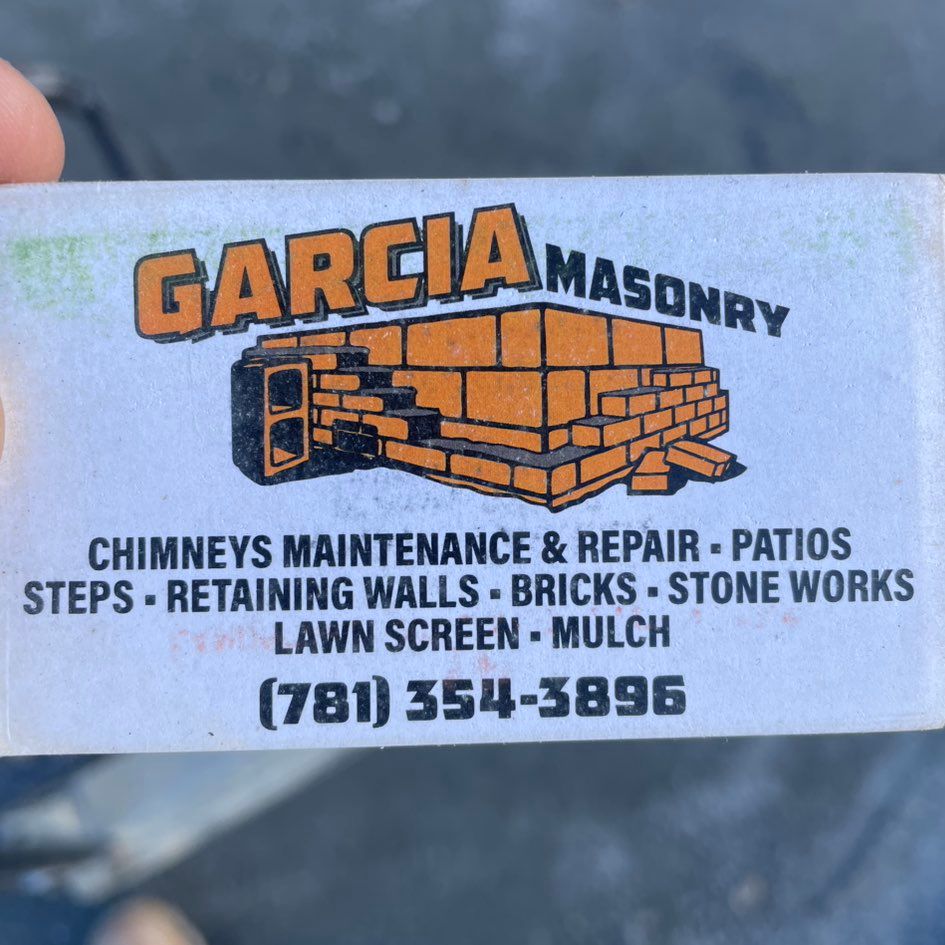 GARCIA MASONRY
CHIMNEYS MAINTENANCE & REPAIR - PATIOS
STEPS - RETAINING WALLS - BRICKS - STONE WORKS
LAWN SCREEN - MULCH
(781) 354-3896